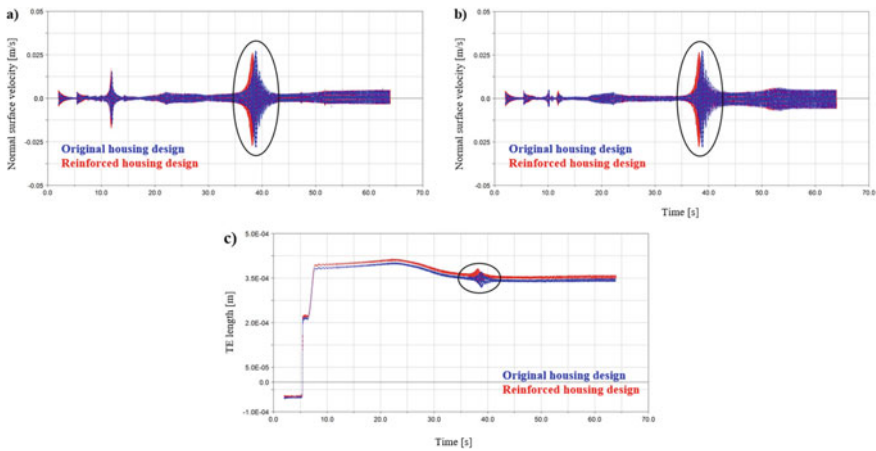 a)
b)
Normal surface velocity [m/s]
0.05
0.025
0.0
-0.025
-0.05
Original housing design
Reinforced housing design
0.0 10.0 20.0 30.0 40.0 50.0 60.0 70.0
Normal surface velocity [m/s]
0.05
0.025
0.0
-0.025
-0.05
Original housing design
Reinforced housing design
0.0 10.0 20.0 30.0 40.0 50.0 60.0 70.0
Time [s]
c)
TE length [m]
5.0E-04
3.5E-04
2.0E-04
5.0E-05
0.0
-1.0E-04
Original housing design
Reinforced housing design
0.0 10.0 20.0 30.0 40.0 50.0 60.0 70.0
Time [s]